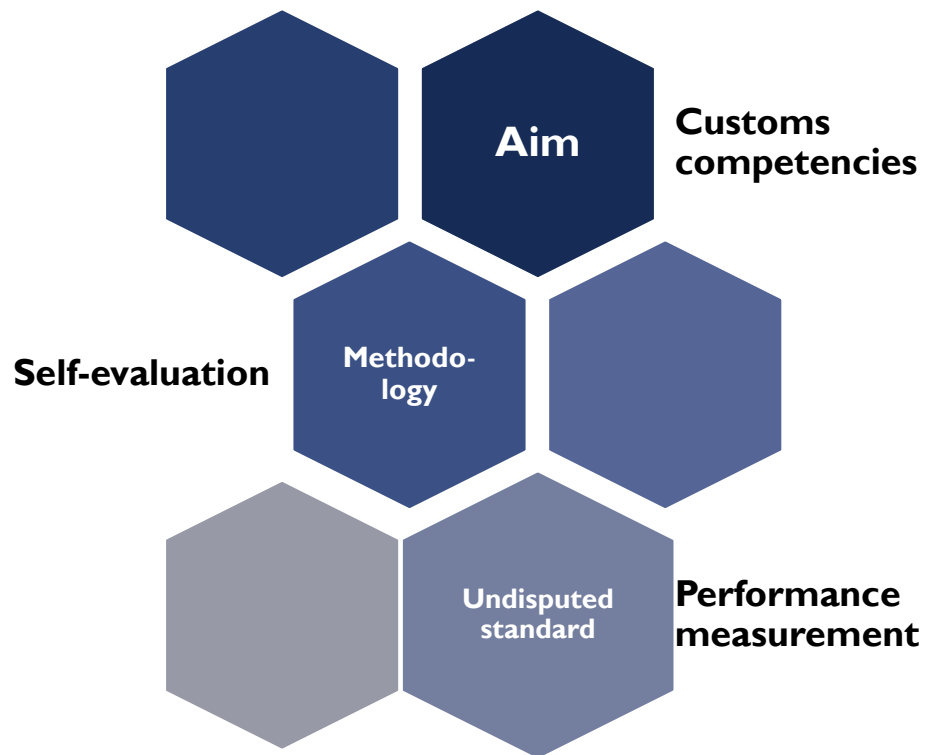 Aim
Customs
competencies
Self-evaluation
Methodo-
logy
Undisputed
standard
Performance
measurement